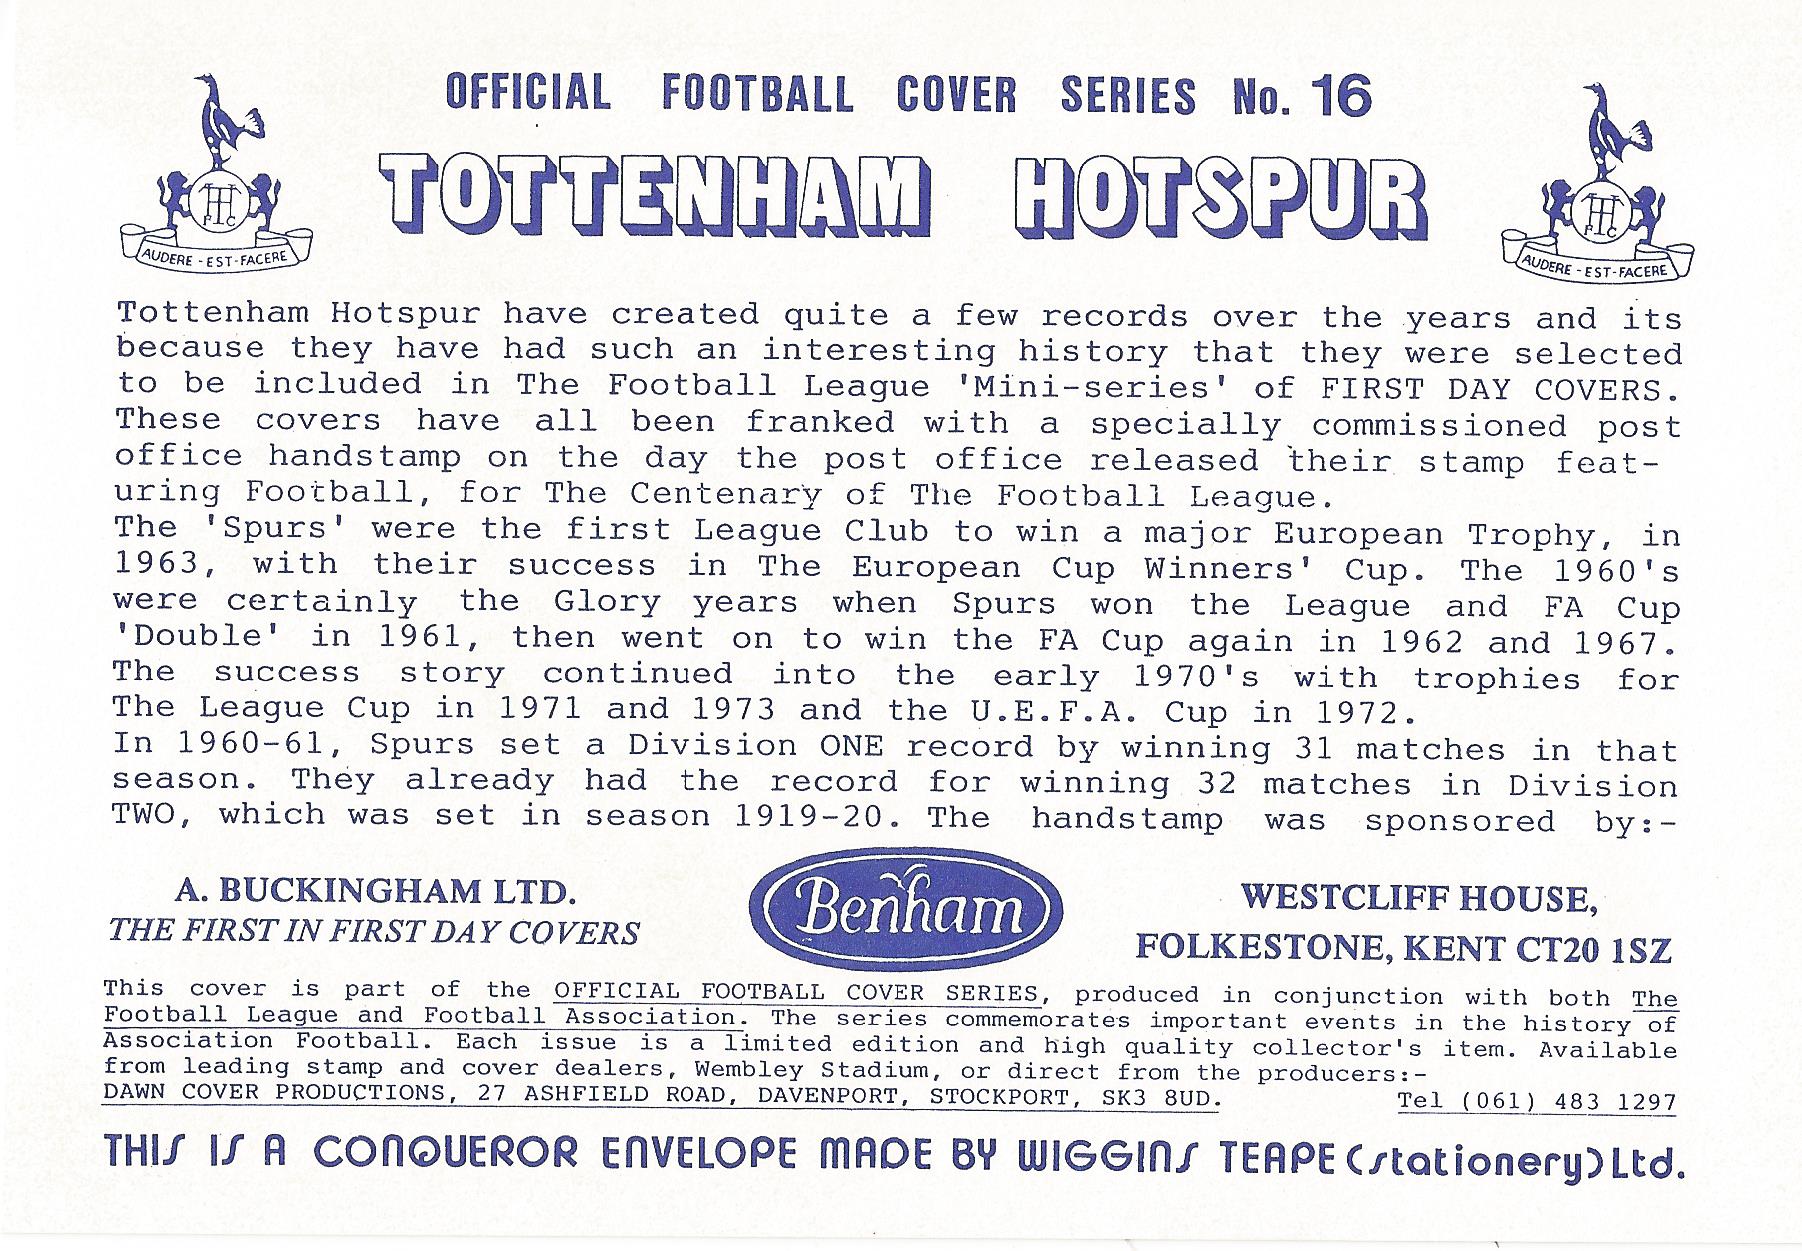 OFFICIAL FOOTBALL COVER SERIES No. 16
TOTTENHAM HOTSPUR
THFC
AUDERE-EST-FACERE
THFC
AUDERE-EST-FACERE
Tottenham Hotspur have created quite a few records over the years and its
because they have had such an interesting history that they were selected
to be included in The Football League 'Mini-series' of FIRST DAY COVERS.
These covers have all been franked with a specially commissioned post
office handstamp on the day the post office released their stamp feat-
uring Football, for The Centenary of The Football League.
The 'Spurs' were the first League Club to win a major European Trophy, in
1963, with their success in The European Cup Winners' Cup. The 1960's
were certainly the Glory years when Spurs won the League and FA Cup
'Double' in 1961, then went on to win the FA Cup again in 1962 and 1967.
The success story continued into the early 1970's with trophies for
The League Cup in 1971 and 1973 and the U.E.F.A. Cup in 1972.
In 1960-61, Spurs set a Division ONE record by winning 31 matches in that
season. They already had the record for winning 32 matches in Division
TWO, which was set in season 1919-20. The handstamp was sponsored by:-
A. BUCKINGHAM LTD.
THE FIRST IN FIRST DAY COVERS
Benham
WESTCLIFF HOUSE,
FOLKESTONE, KENT CT20 1SZ
This cover is part of the OFFICIAL FOOTBALL COVER SERIES, produced in conjunction with both The
Football League and Football Association. The series commemorates important events in the history of
Association Football. Each issue is a limited edition and high quality collector's item. Available
from leading stamp and cover dealers, Wembley Stadium, or direct from the producers:-
DAWN COVER PRODUCTIONS, 27 ASHFIELD ROAD, DAVENPORT, STOCKPORT, SK3 8UD. Tel (061) 483 1297
THIS IS A CONQUEROR ENVELOPE MADE BY WIGGINS TEAPE (stationery) Ltd.